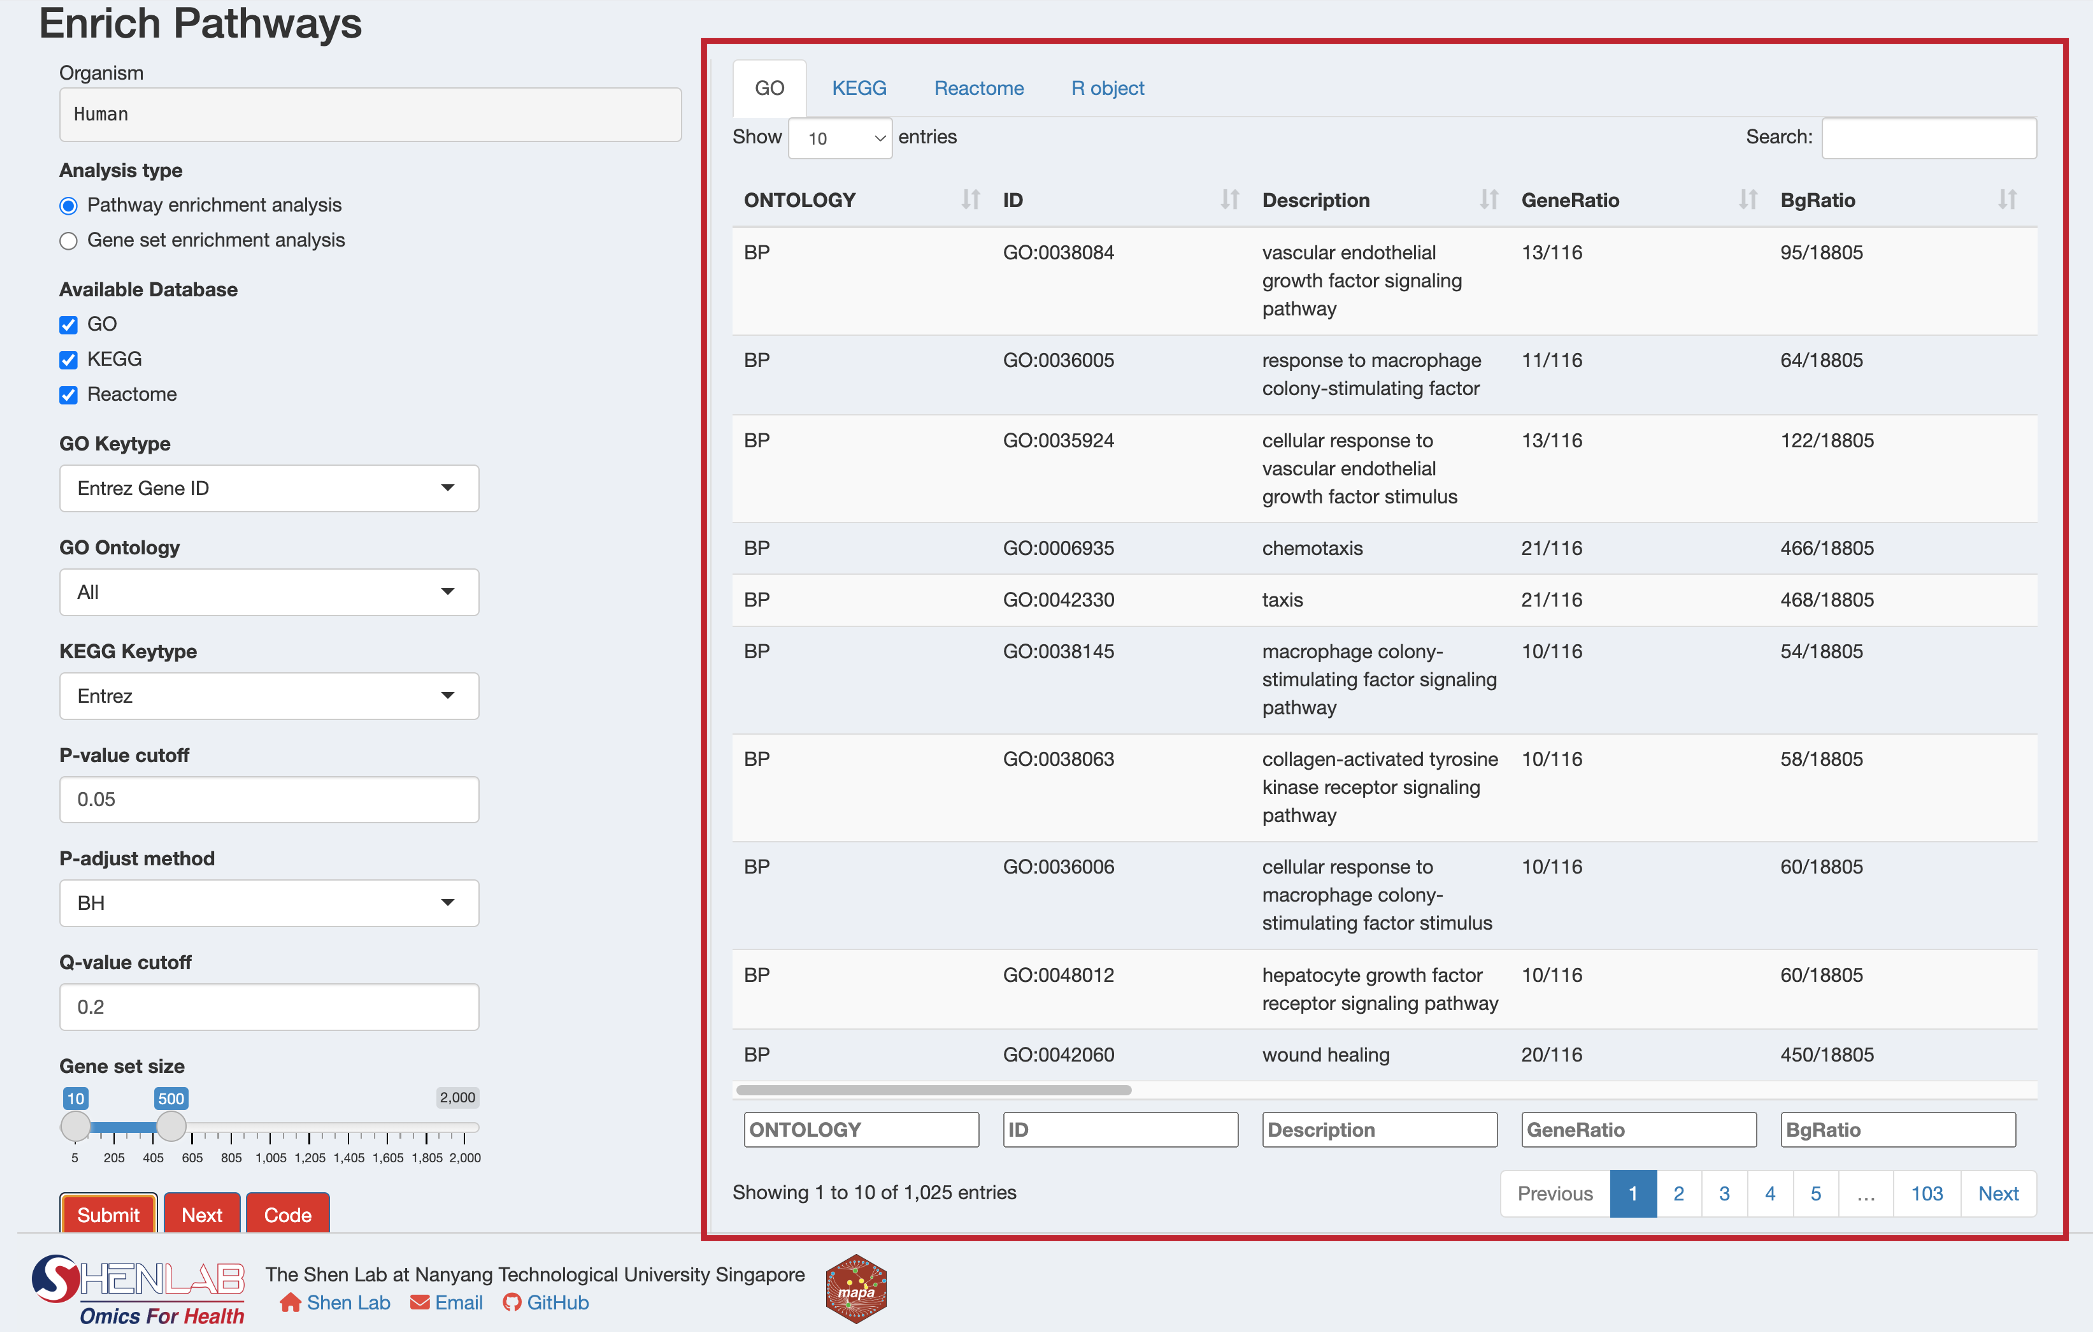 Enrich Pathways
Organism
Human
Analysis type
Pathway enrichment analysis
Gene set enrichment analysis
Available Database
GO
KEGG
Reactome
GO Keytype
Entrez Gene ID
GO Ontology
All
KEGG Keytype
Entrez
P-value cutoff
0.05
P-adjust method
BH
Q-value cutoff
0.2
Gene set size
10 500 2,000
5 205 405 605 805 1,005 1,205 1,405 1,605 1,805 2,000
Submit Next Code
GO KEGG Reactome R object
Show 10 entries Search:
ONTOLOGY ID Description GeneRatio BgRatio
BP GO:0038084 vascular endothelial 13/116 95/18805
growth factor signaling
pathway
BP GO:0036005 response to macrophage 11/116 64/18805
colony-stimulating factor
BP GO:0035924 cellular response to 13/116 122/18805
vascular endothelial
growth factor stimulus
BP GO:0006935 chemotaxis 21/116 466/18805
BP GO:0042330 taxis 21/116 468/18805
BP GO:0038145 macrophage colony- 10/116 54/18805
stimulating factor signaling
pathway
BP GO:0038063 collagen-activated tyrosine 10/116 58/18805
kinase receptor signaling
pathway
BP GO:0036006 cellular response to 10/116 60/18805
macrophage colony-
stimulating factor stimulus
BP GO:0048012 hepatocyte growth factor 10/116 60/18805
receptor signaling pathway
BP GO:0042060 wound healing 20/116 450/18805
ONTOLOGY ID Description GeneRatio BgRatio
Showing 1 to 10 of 1,025 entries
Previous 1 2 3 4 5 … 103 Next
SHENLAB
Omics For Health
The Shen Lab at Nanyang Technological University Singapore
Shen Lab Email GitHub
mapa